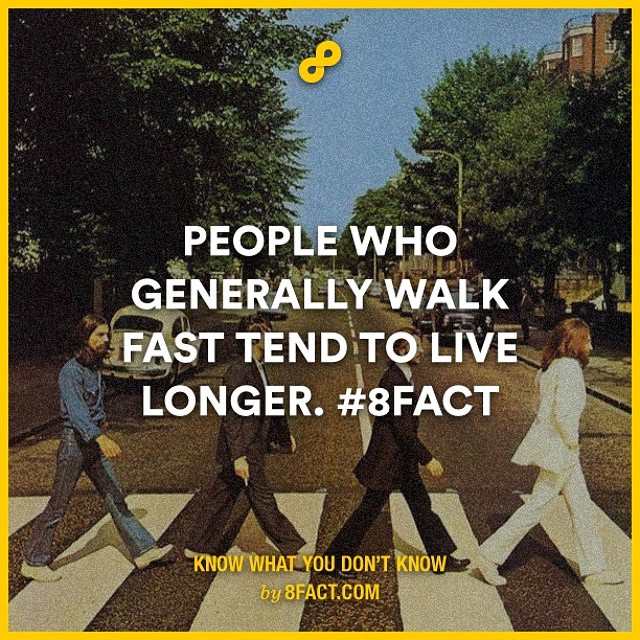 PEOPLE WHO
GENERALLY WALK
FAST TEND TO LIVE
LONGER. #8FACT
KNOW WHAT YOU DON'T KNOW
by 8FACT.COM